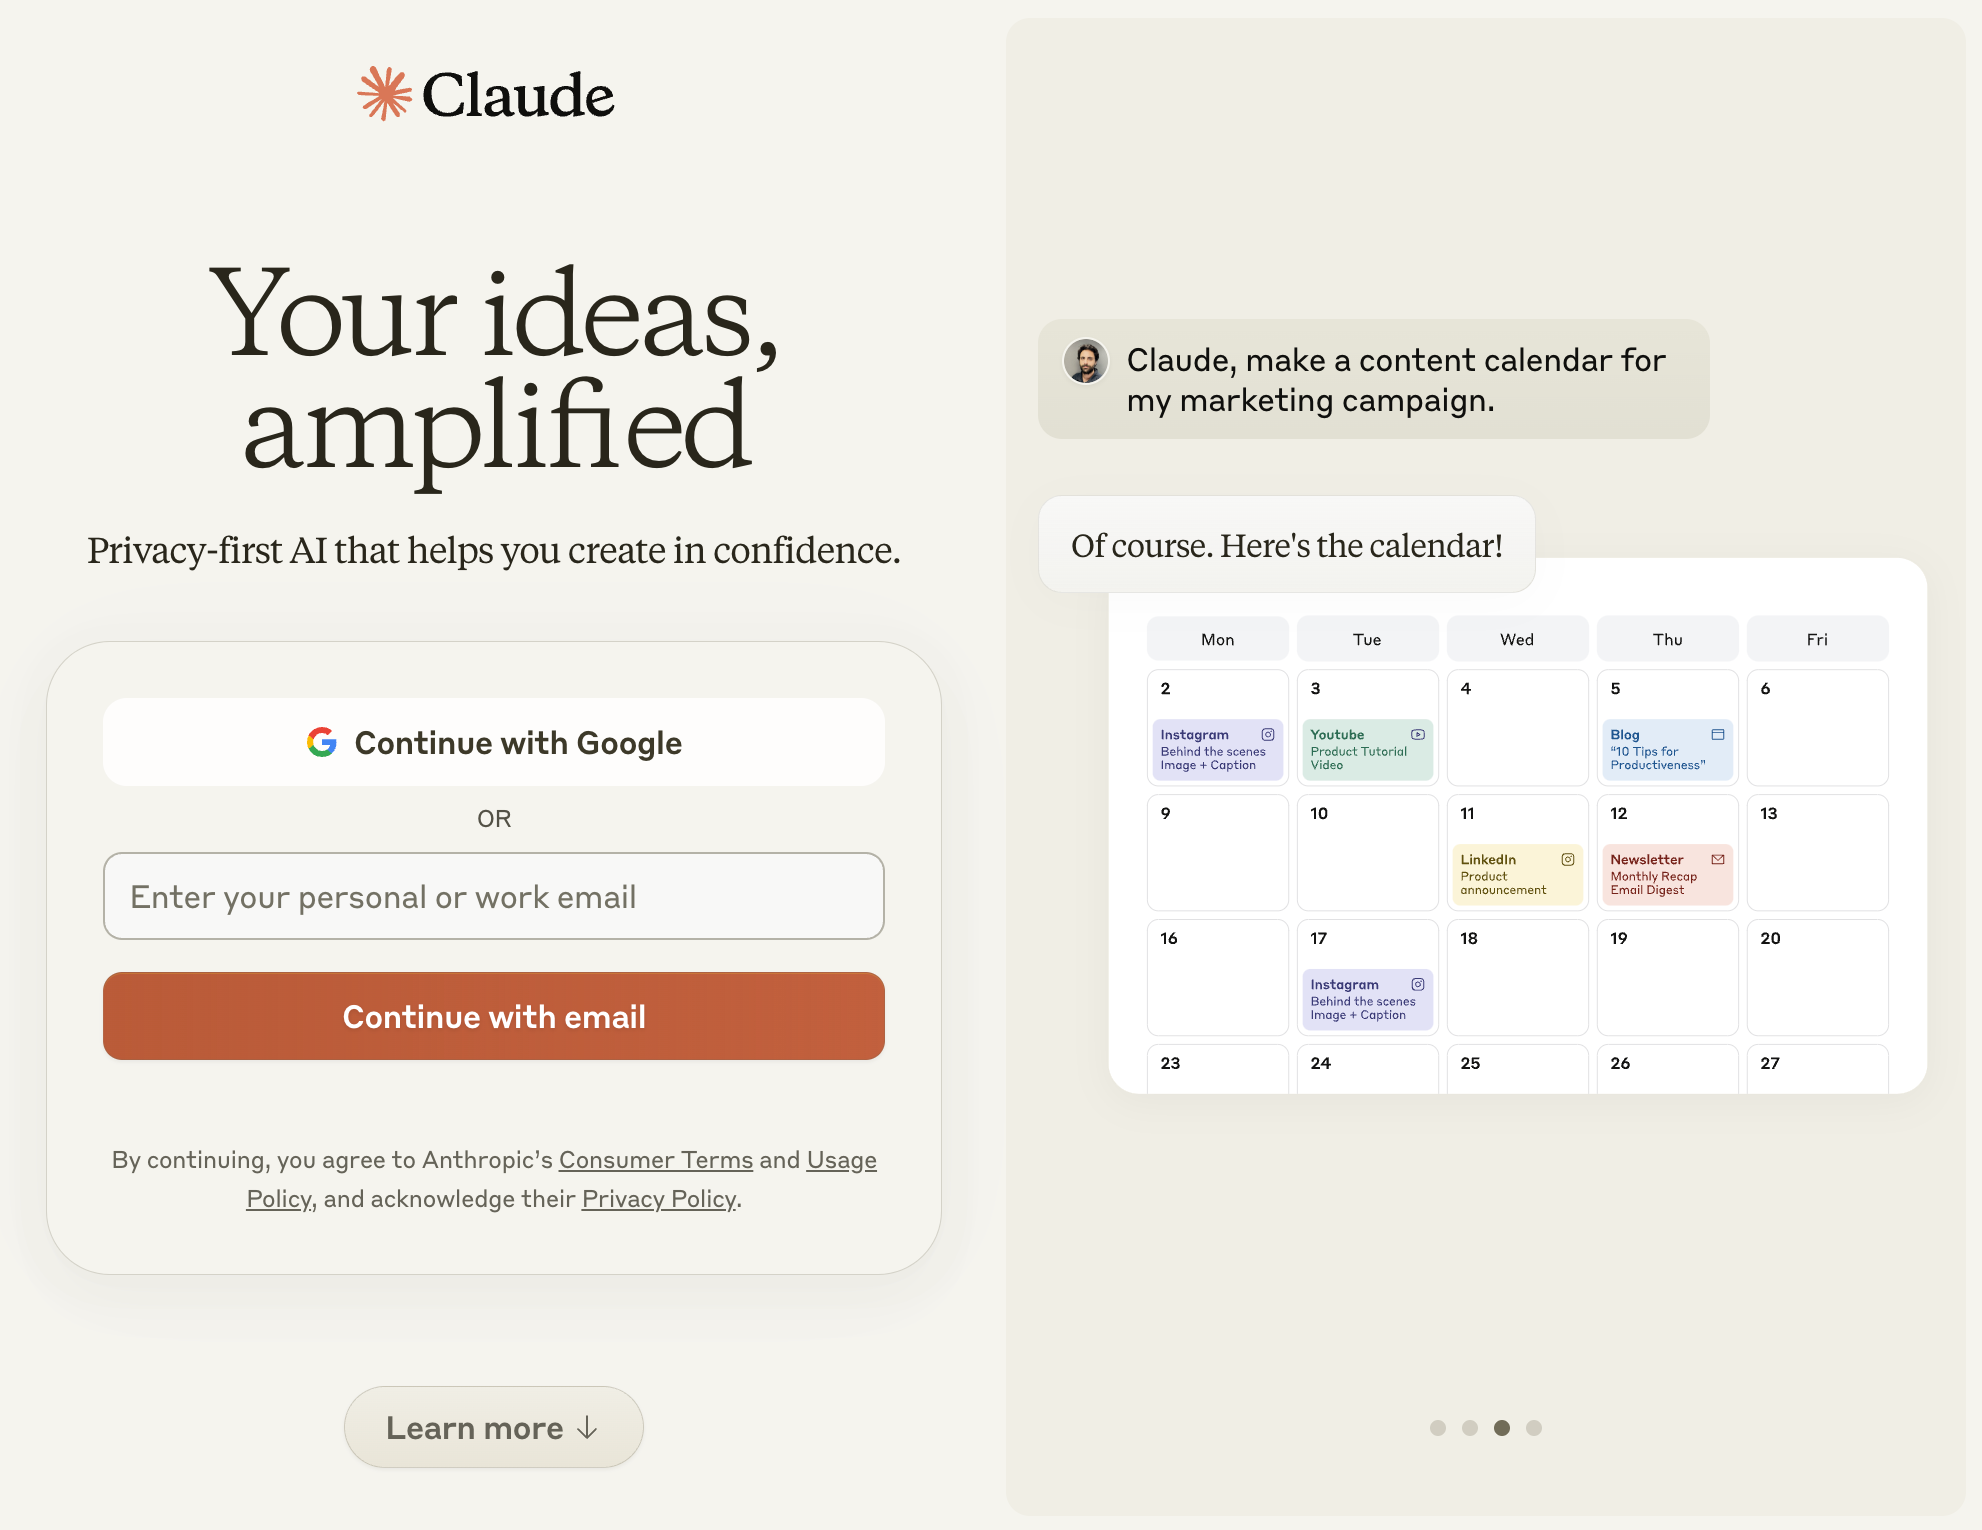 Claude
Your ideas,
amplified
Privacy-first AI that helps you create in confidence.
Continue with Google
OR
Enter your personal or work email
Continue with email
By continuing, you agree to Anthropic’s Consumer Terms and Usage
Policy, and acknowledge their Privacy Policy.
Learn more
Claude, make a content calendar for
my marketing campaign.
Of course. Here's the calendar!
Mon Tue Wed Thu Fri
2
Instagram
Behind the scenes
Image + Caption
3
Youtube
Product Tutorial
Video
4
5
Blog
“10 Tips for
Productiveness”
6
9
10
11
LinkedIn
Product
announcement
12
Newsletter
Monthly Recap
Email Digest
13
16
17
Instagram
Behind the scenes
Image + Caption
18
19
20
23
24
25
26
27